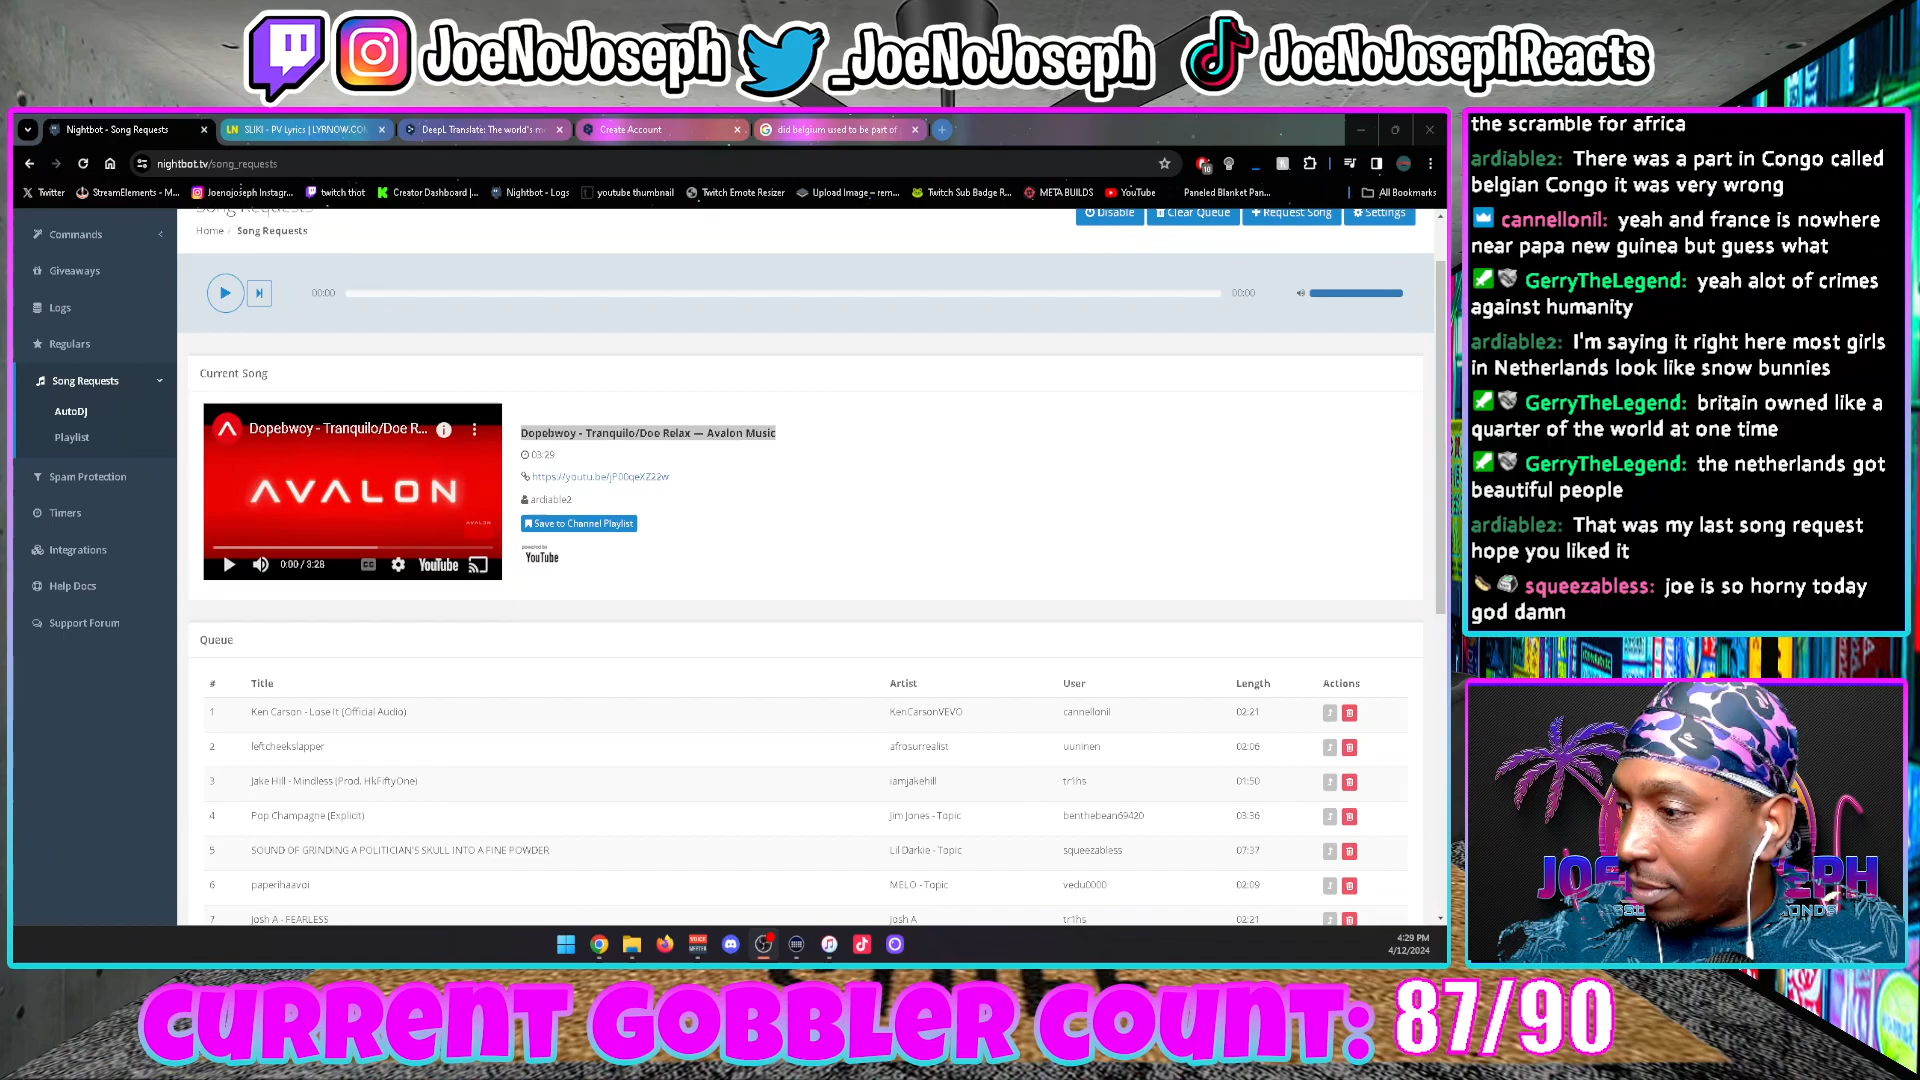 JoeNoJoseph _JoeNoJoseph JoeNoJosephReacts
Nightbot - Song Requests
LN SLIKI - PV Lyrics | LYRNOW.CO
DeepL Translate: The world's m
Create Account
did belgium used to be part of
nightbot.tv/song_requests
Twitter
StreamElements - M...
Joenojoseph Instagr...
twitch thot
Creator Dashboard |...
Nightbot - Logs
youtube thumbnail
Twitch Emote Resizer
Upload Image – rem...
Twitch Sub Badge R...
META BUILDS
YouTube
Paneled Blanket Pan...
All Bookmarks
Song Requests
Disable
Clear Queue
Request Song
Settings
Home / Song Requests
Commands
Giveaways
Logs
Regulars
Song Requests
AutoDJ
Playlist
Spam Protection
Timers
Integrations
Help Docs
Support Forum
00:00
00:00
Current Song
Dopebwoy - Tranquilo/Doe R...
AVALON
AVALON
0:00 / 3:28
CC
YouTube
Dopebwoy - Tranquilo/Doe Relax — Avalon Music
03:29
https://youtu.be/jP00qeXZ22w
ardiable2
Save to Channel Playlist
powered by
YouTube
Queue
# Title Artist User Length Actions
1 Ken Carson - Lose It (Official Audio) KenCarsonVEVO cannellonil 02:21
2 leftcheekslapper afrosurrealist uuninen 02:06
3 Jake Hill - Mindless (Prod. HkFiftyOne) iamjakehill tr1hs 01:50
4 Pop Champagne (Explicit) Jim Jones - Topic benthebean69420 03:36
5 SOUND OF GRINDING A POLITICIAN'S SKULL INTO A FINE POWDER Lil Darkie - Topic squeezabless 07:37
6 paperihaavoi MELO - Topic vedu0000 02:09
7 Josh A - FEARLESS Josh A tr1hs 02:21
4:29 PM
4/12/2024
the scramble for africa
ardiable2: There was a part in Congo called
belgian Congo it was very wrong
cannellonil: yeah and france is nowhere
near papa new guinea but guess what
GerryTheLegend: yeah alot of crimes
against humanity
ardiable2: I'm saying it right here most girls
in Netherlands look like snow bunnies
GerryTheLegend: britain owned like a
quarter of the world at one time
GerryTheLegend: the netherlands got
beautiful people
ardiable2: That was my last song request
hope you liked it
squeezabless: joe is so horny today
god damn
CURRENT GOBBLER COUNT: 87/90